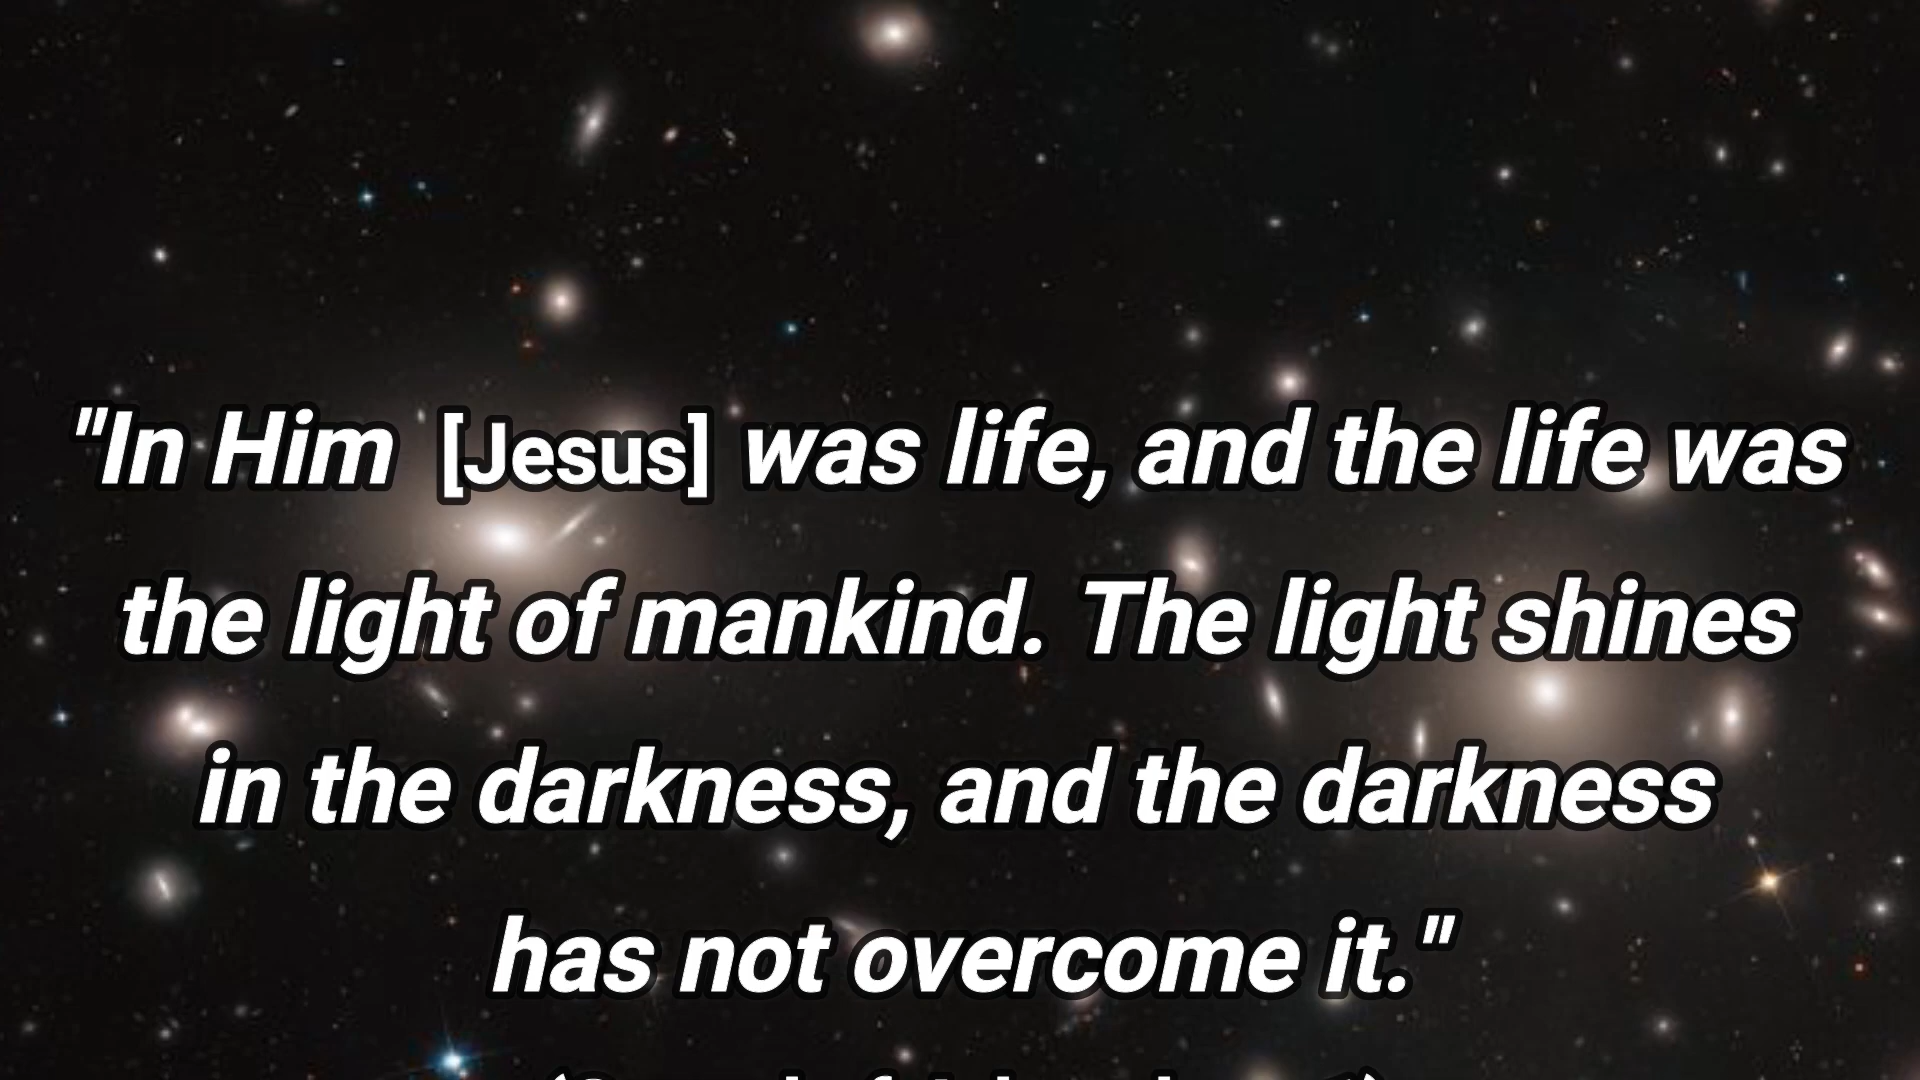 "In Him [Jesus] was life, and the life was
the light of mankind. The light shines
in the darkness, and the darkness
has not overcome it."